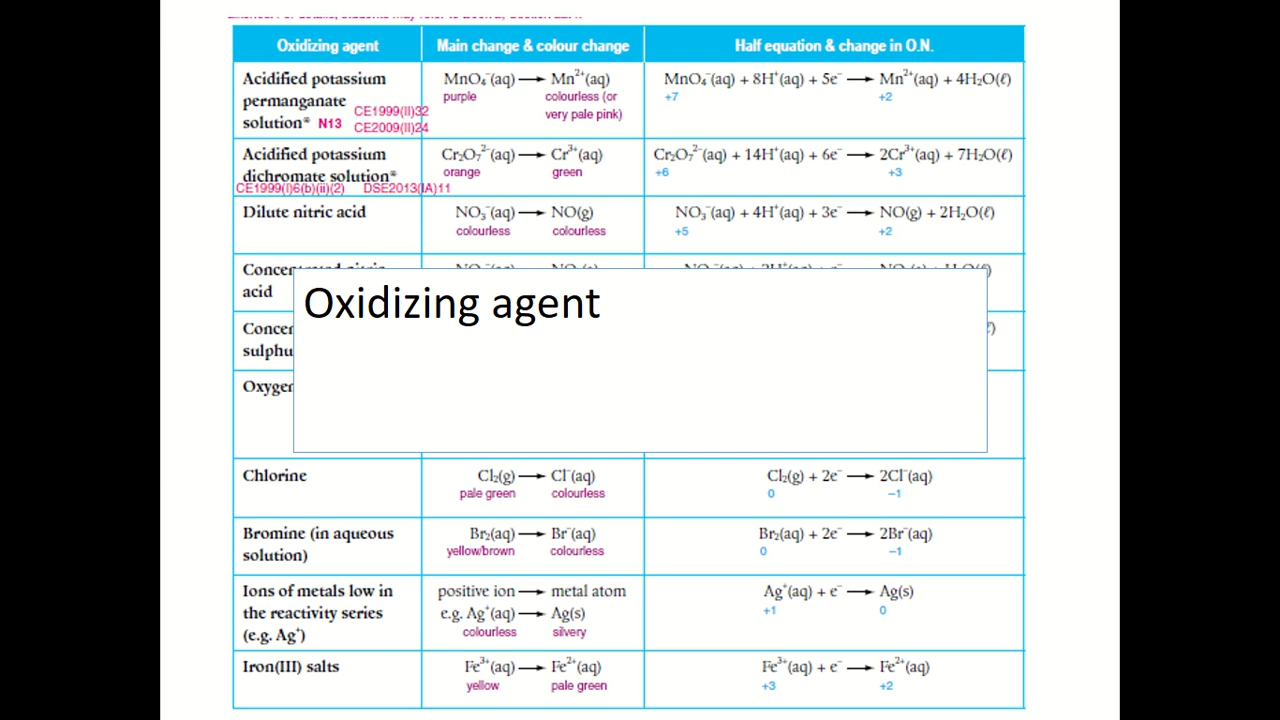 Oxidizing agent Main change & colour change Half equation & change in O.N.
Acidified potassium MnO₄⁻(aq) ⟶ Mn²⁺(aq) MnO₄⁻(aq) + 8H⁺(aq) + 5e⁻ ⟶ Mn²⁺(aq) + 4H₂O(ℓ)
permanganate purple colourless (or +7 +2
CE1999(II)32 very pale pink)
solution* N13 CE2009(II)24
Acidified potassium Cr₂O₇²⁻(aq) ⟶ Cr³⁺(aq) Cr₂O₇²⁻(aq) + 14H⁺(aq) + 6e⁻ ⟶ 2Cr³⁺(aq) + 7H₂O(ℓ)
dichromate solution* orange green +6 +3
CE1999(I)6(b)(ii)(2) DSE2013(IA)11
Dilute nitric acid NO₃⁻(aq) ⟶ NO(g) NO₃⁻(aq) + 4H⁺(aq) + 3e⁻ ⟶ NO(g) + 2H₂O(ℓ)
colourless colourless +5 +2
acid
Oxidizing agent
Chlorine Cl₂(g) ⟶ Cl⁻(aq) Cl₂(g) + 2e⁻ ⟶ 2Cl⁻(aq)
pale green colourless 0 −1
Bromine (in aqueous Br₂(aq) ⟶ Br⁻(aq) Br₂(aq) + 2e⁻ ⟶ 2Br⁻(aq)
solution) yellow/brown colourless 0 −1
Ions of metals low in positive ion ⟶ metal atom Ag⁺(aq) + e⁻ ⟶ Ag(s)
the reactivity series e.g. Ag⁺(aq) ⟶ Ag(s) +1 0
(e.g. Ag⁺) colourless silvery
Iron(III) salts Fe³⁺(aq) ⟶ Fe²⁺(aq) Fe³⁺(aq) + e⁻ ⟶ Fe²⁺(aq)
yellow pale green +3 +2